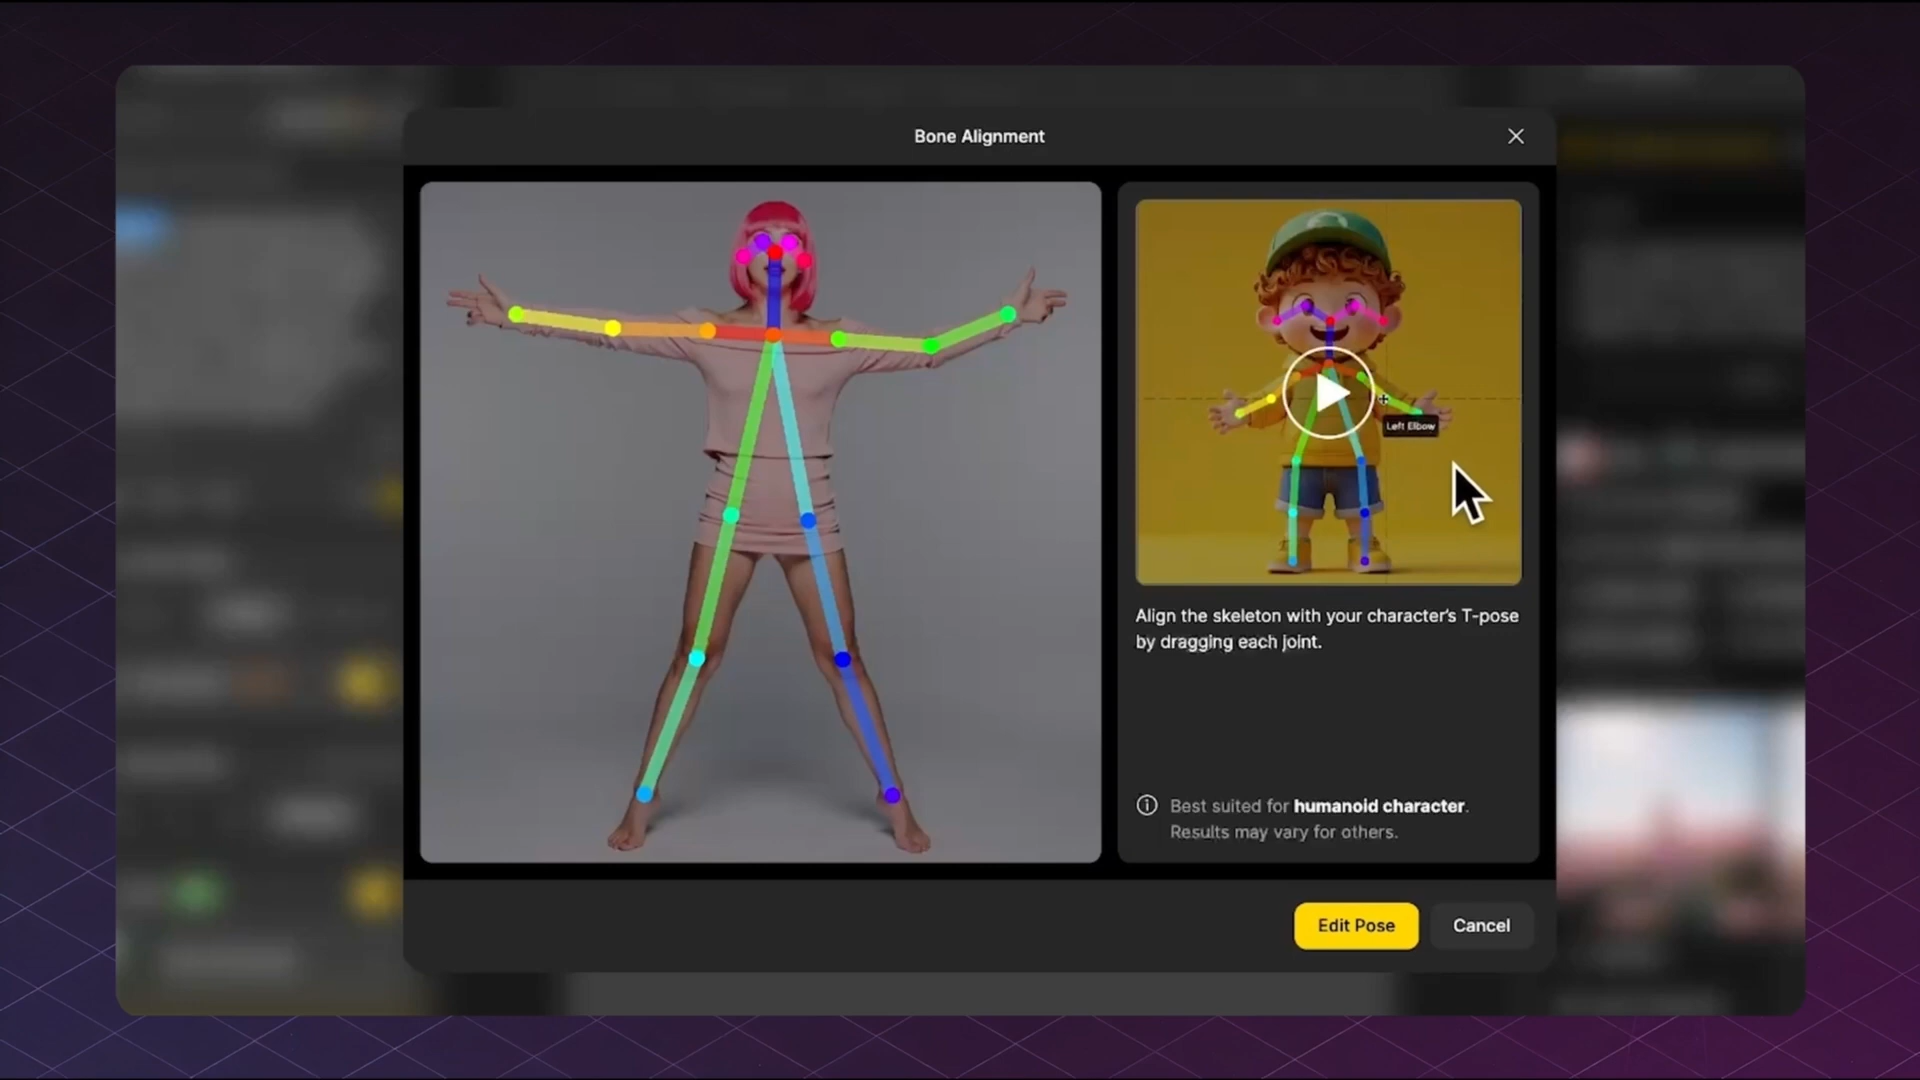 Bone Alignment
Left Elbow
Align the skeleton with your character's T-pose
by dragging each joint.
Best suited for humanoid character.
Results may vary for others.
Edit Pose
Cancel